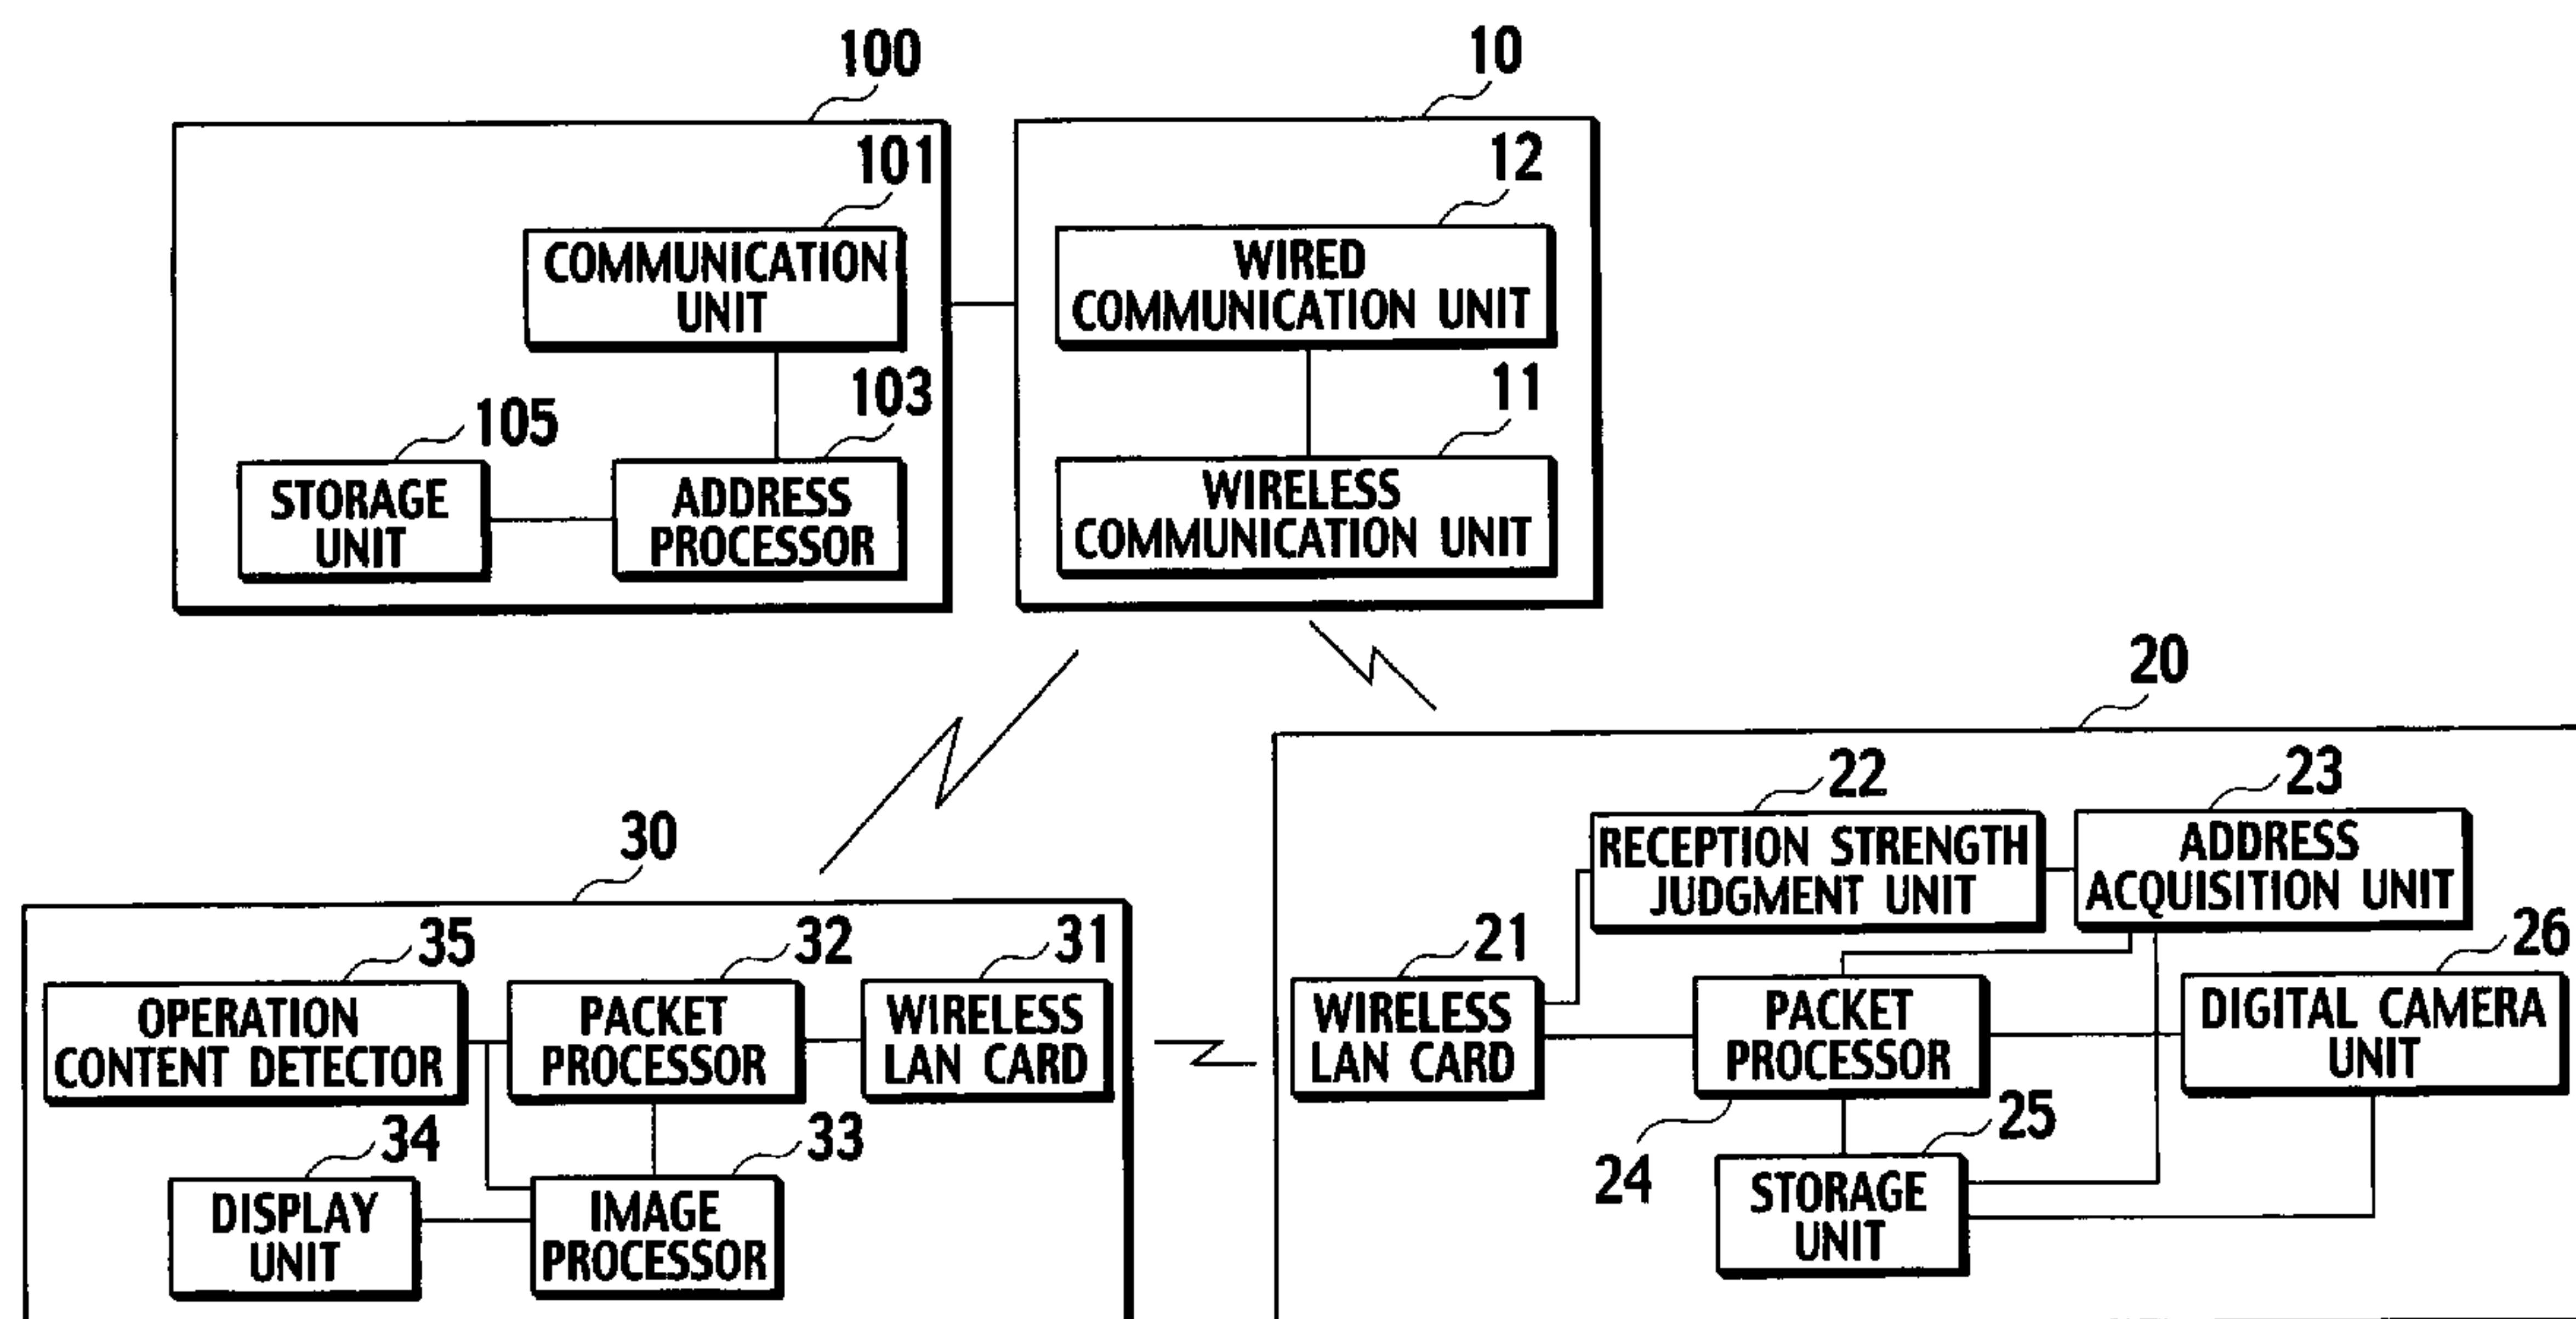 100
10
101
12
COMMUNICATION
UNIT
WIRED
COMMUNICATION UNIT
105
103
11
STORAGE
UNIT
ADDRESS
PROCESSOR
WIRELESS
COMMUNICATION UNIT
20
30
22
23
RECEPTION STRENGTH
JUDGMENT UNIT
ADDRESS
ACQUISITION UNIT
35
32
31
21
26
OPERATION
CONTENT DETECTOR
PACKET
PROCESSOR
WIRELESS
LAN CARD
WIRELESS
LAN CARD
PACKET
PROCESSOR
DIGITAL CAMERA
UNIT
34
33
24
25
DISPLAY
UNIT
IMAGE
PROCESSOR
STORAGE
UNIT